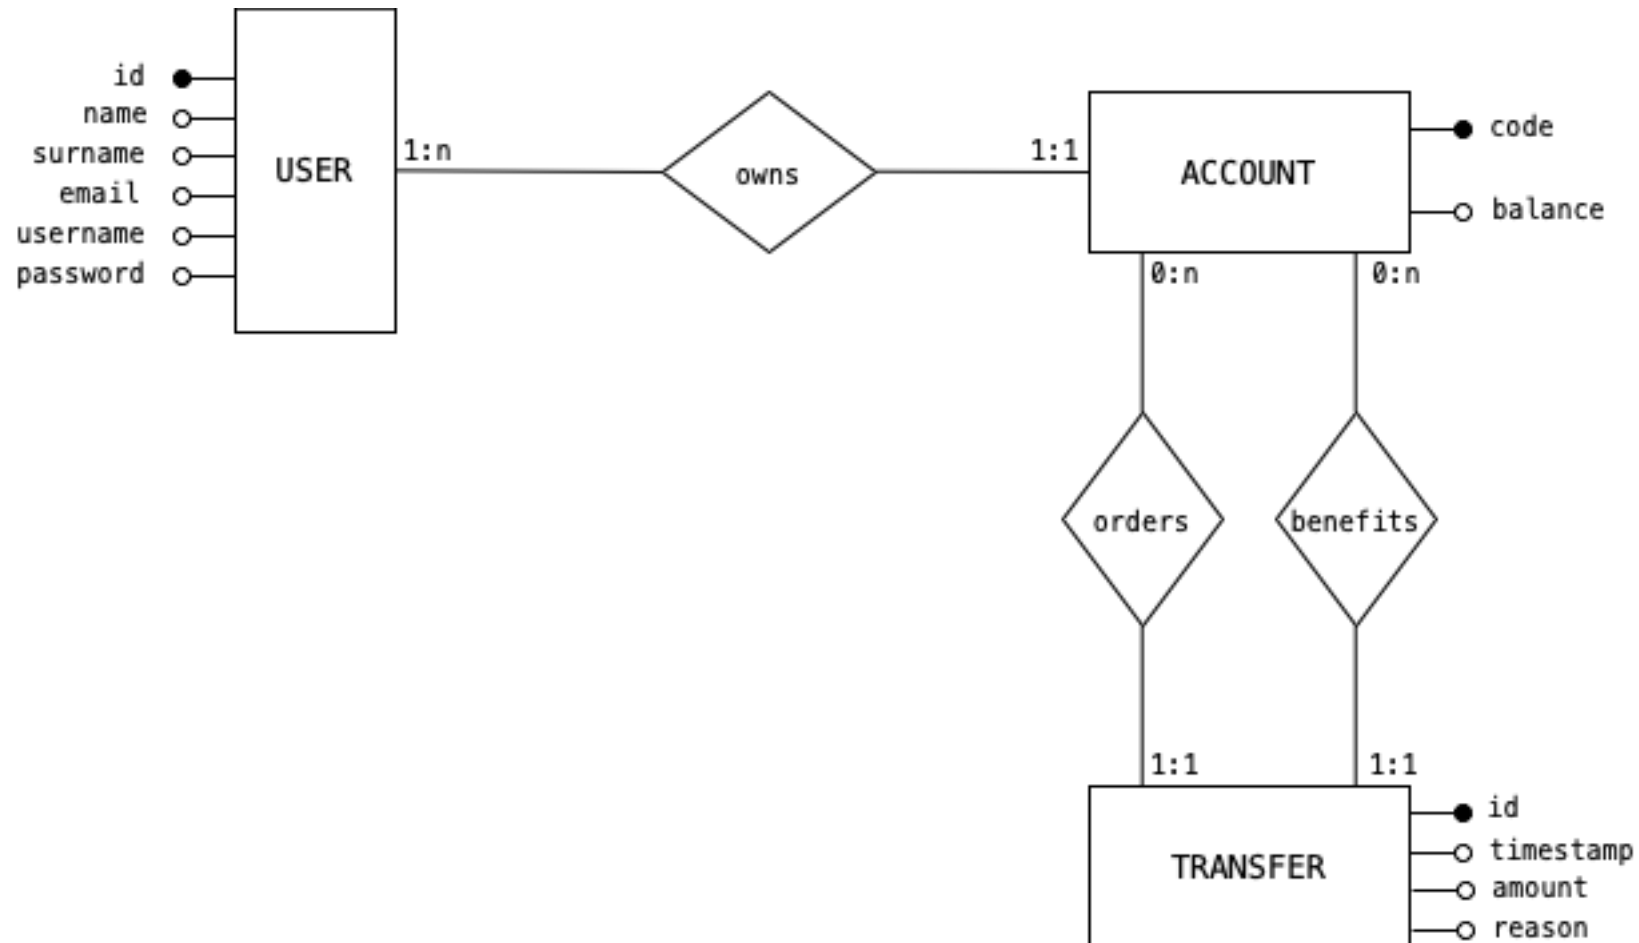 id
name
surname
email
username
password
USER
1:n
owns
1:1
ACCOUNT
code
balance
0:n
0:n
orders
benefits
1:1
1:1
TRANSFER
id
timestamp
amount
reason